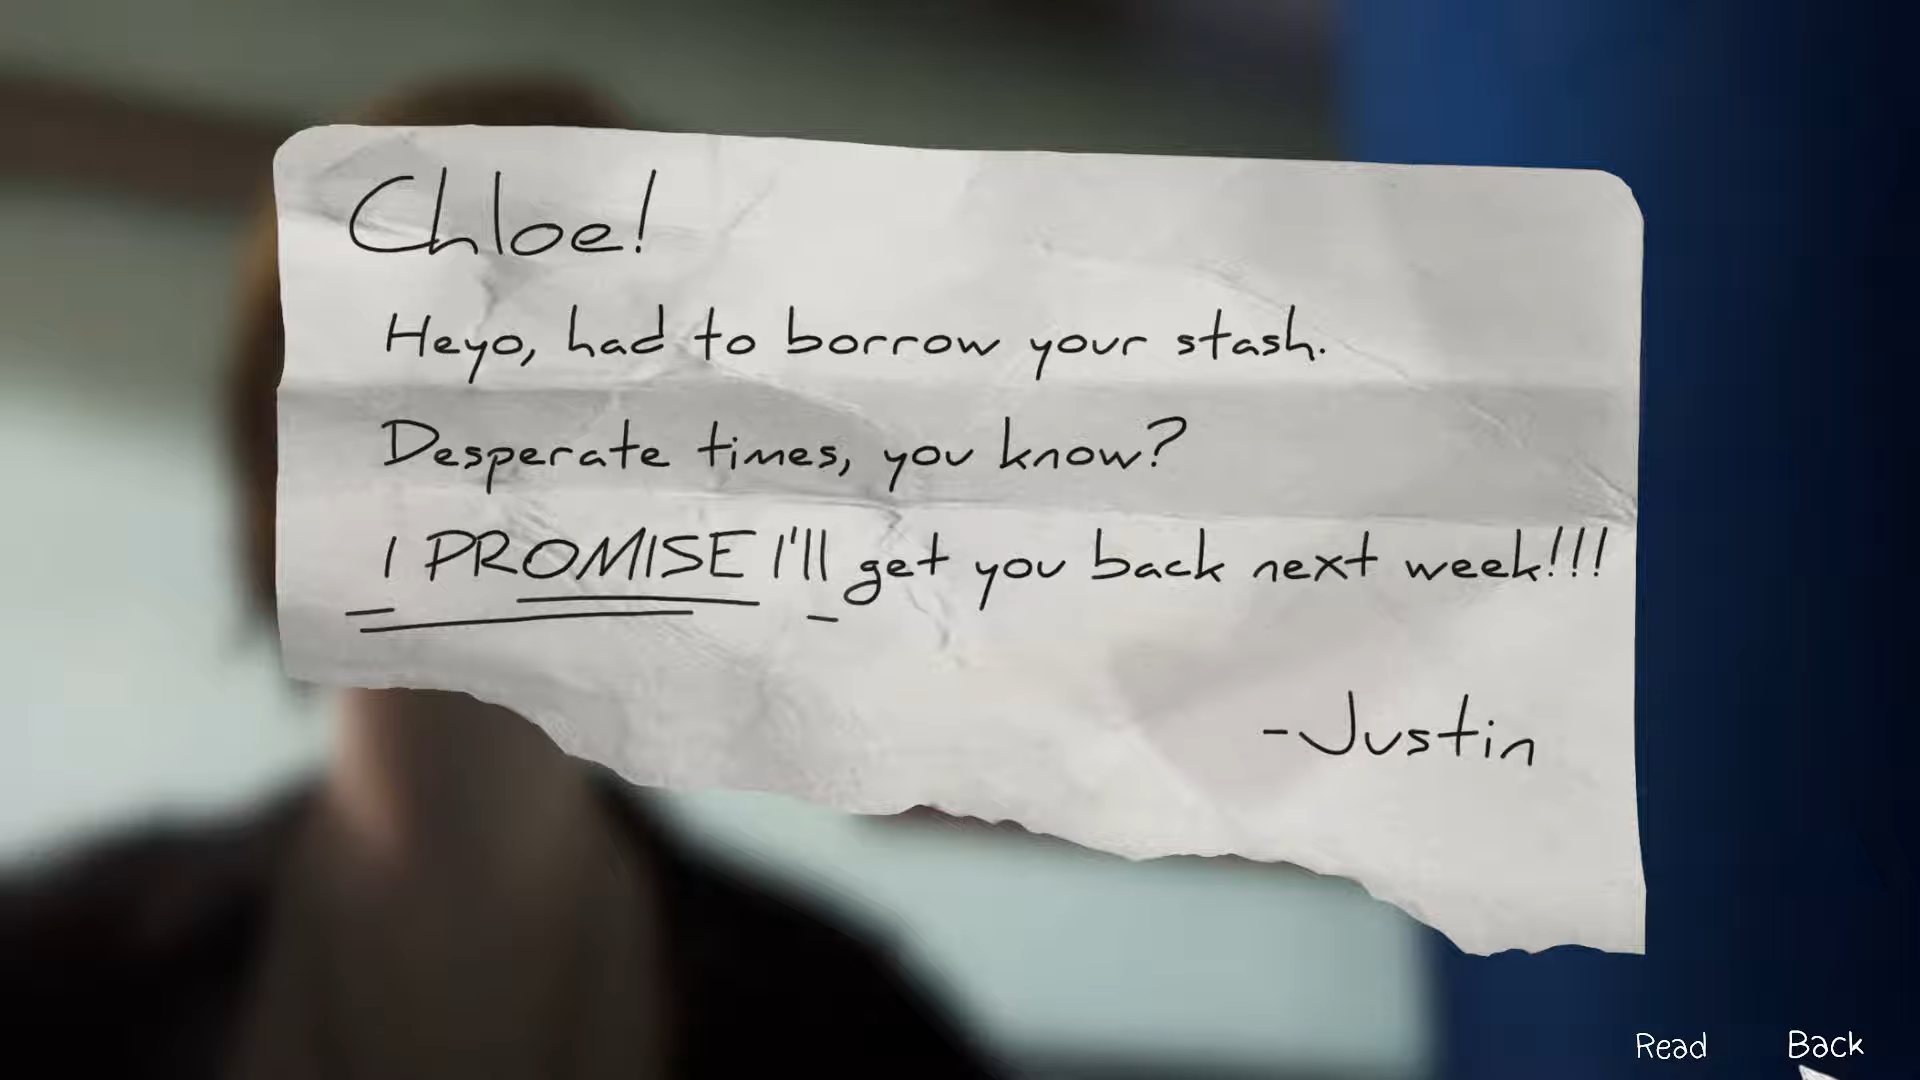 Chloe!
Heyo, had to borrow your stash.
Desperate times, you know?
I PROMISE I'll get you back next week!!!
-Justin
Read Back